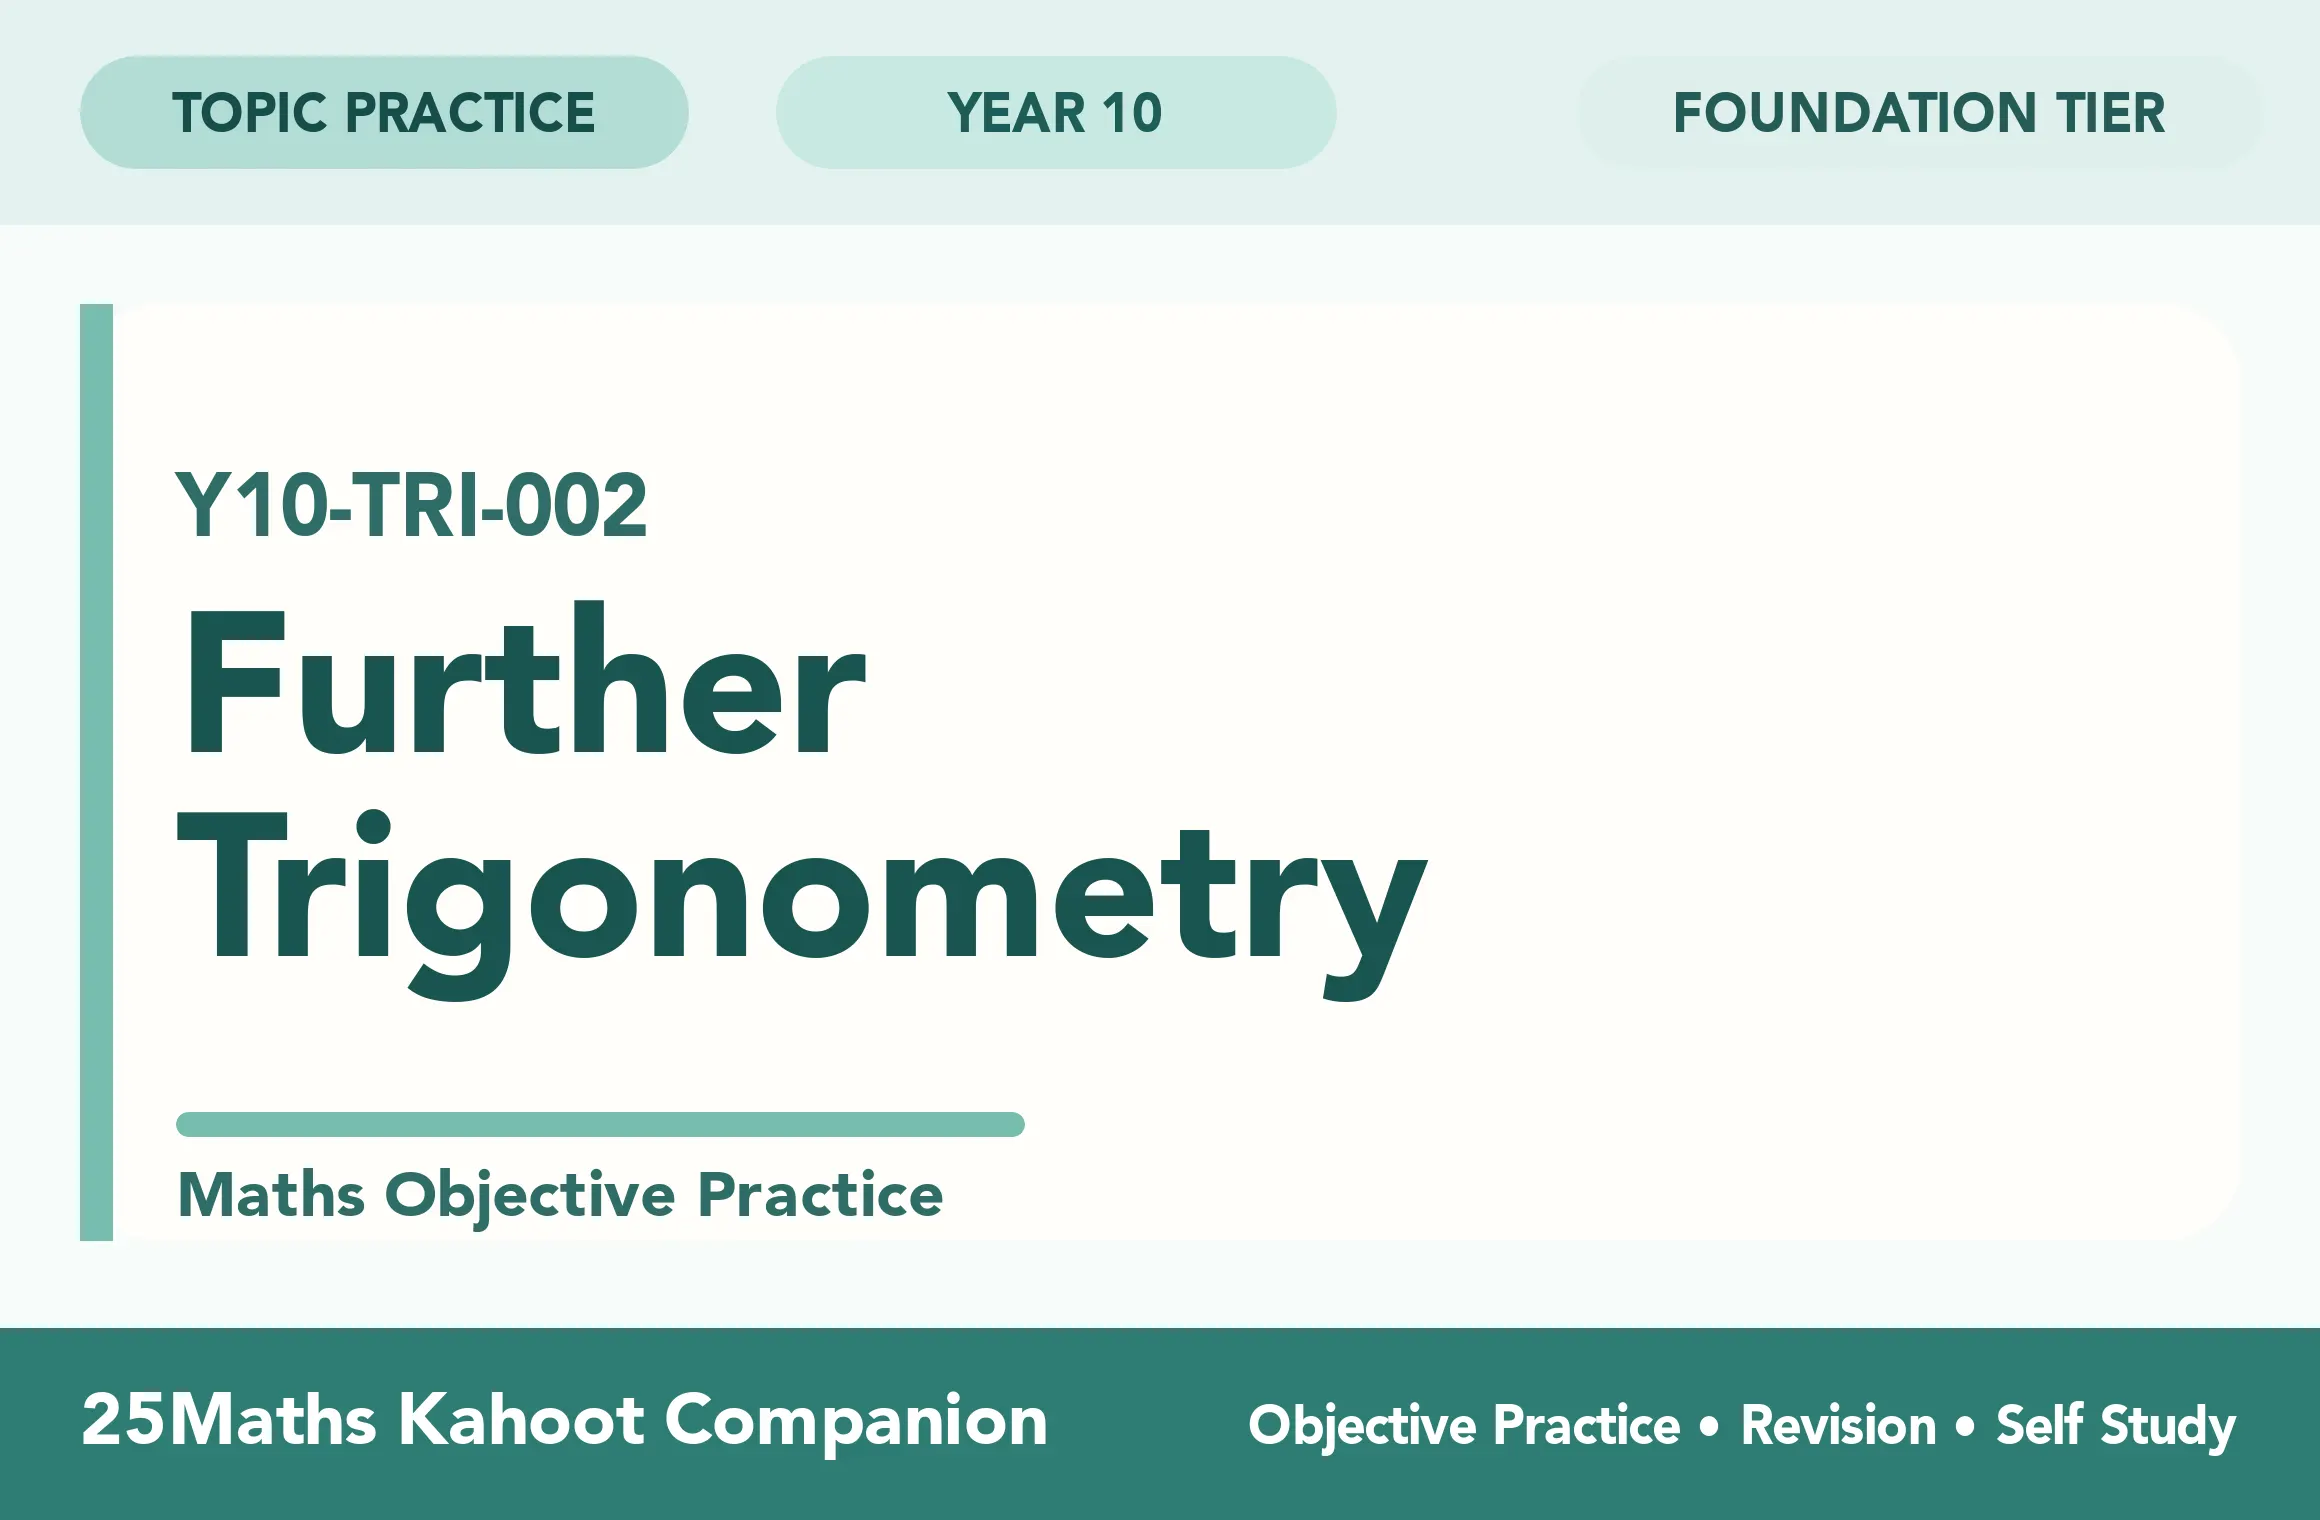 TOPIC PRACTICE
YEAR 10
FOUNDATION TIER
Y10-TRI-002
Further
Trigonometry
Maths Objective Practice
25Maths Kahoot Companion
Objective Practice • Revision • Self Study